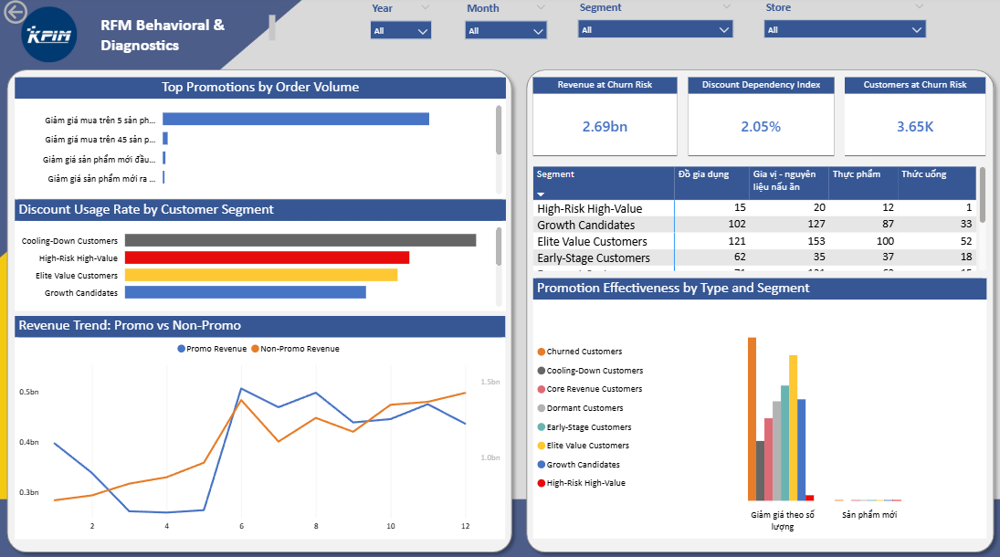 KPIM
RFM Behavioral &
Diagnostics
Year
All
Month
All
Segment
All
Store
All
Top Promotions by Order Volume
Giảm giá mua trên 5 sản ph...
Giảm giá mua trên 45 sản p...
Giảm giá sản phẩm mới đầu...
Giảm giá sản phẩm mới ra ...
Discount Usage Rate by Customer Segment
Cooling-Down Customers
High-Risk High-Value
Elite Value Customers
Growth Candidates
Revenue Trend: Promo vs Non-Promo
Promo Revenue Non-Promo Revenue
0.5bn
0.4bn
0.3bn
1.5bn
1.0bn
2 4 6 8 10 12
Revenue at Churn Risk
2.69bn
Discount Dependency Index
2.05%
Customers at Churn Risk
3.65K
Segment Đồ gia dụng Gia vị - nguyên liệu nấu ăn Thực phẩm Thức uống
High-Risk High-Value 15 20 12 1
Growth Candidates 102 127 87 33
Elite Value Customers 121 153 100 52
Early-Stage Customers 62 35 37 18
Promotion Effectiveness by Type and Segment
Churned Customers
Cooling-Down Customers
Core Revenue Customers
Dormant Customers
Early-Stage Customers
Elite Value Customers
Growth Candidates
High-Risk High-Value
Giảm giá theo số
lượng
Sản phẩm mới